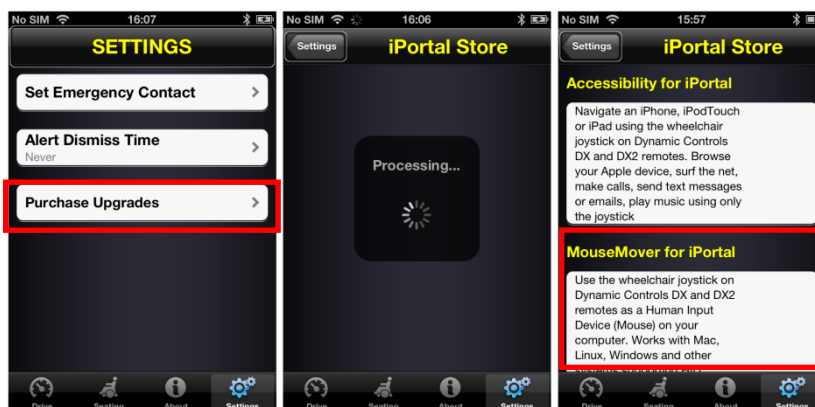 No SIM 16:07
SETTINGS
Set Emergency Contact
Alert Dismiss Time
Never
Purchase Upgrades
Drive Seating About Settings
No SIM 16:06
Settings iPortal Store
Processing...
Drive Seating About Settings
No SIM 15:57
Settings iPortal Store
Accessibility for iPortal
Navigate an iPhone, iPodTouch
or iPad using the wheelchair
joystick on Dynamic Controls
DX and DX2 remotes. Browse
your Apple device, surf the net,
make calls, send text messages
or emails, play music using only
the joystick
MouseMover for iPortal
Use the wheelchair joystick on
Dynamic Controls DX and DX2
remotes as a Human Input
Device (Mouse) on your
computer. Works with Mac,
Linux, Windows and other
Drive Seating About Settings